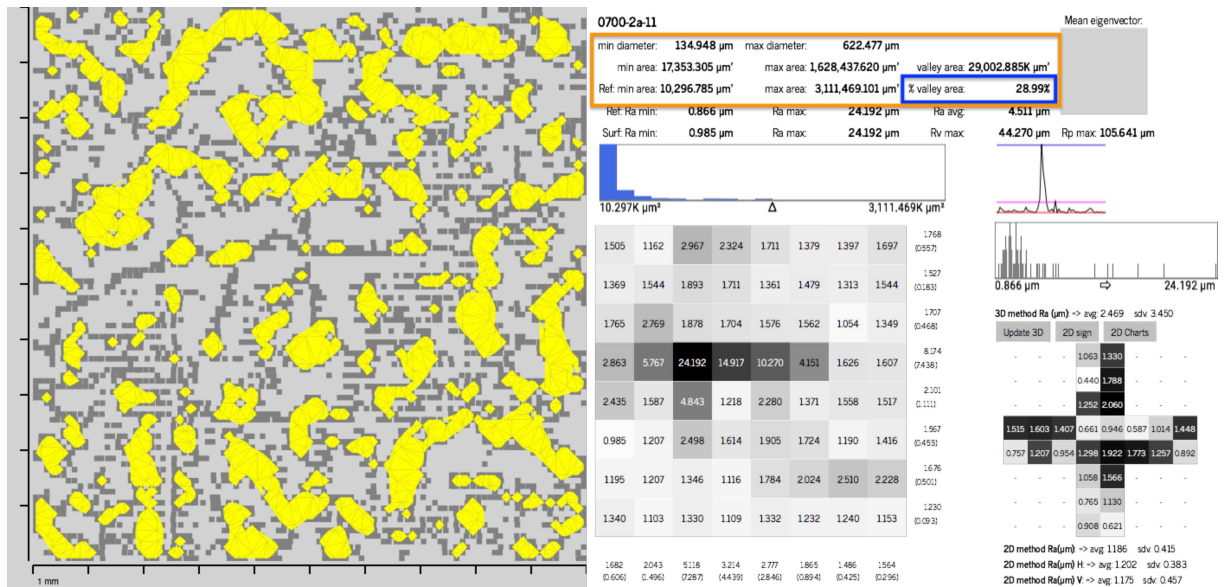 0700-2a-11 Mean eigenvector:
min diameter: 134.948 µm max diameter: 622.477 µm
min area: 17,353.305 µm² max area: 1,628,437.620 µm² valley area: 29,002.885K µm²
Ref: min area: 10,296.785 µm² max area: 3,111,469.101 µm² % valley area: 28.99%
Ref: Ra min: 0.866 µm Ra max: 24.192 µm Ra avg: 4.511 µm
Surf: Ra min: 0.985 µm Ra max: 24.192 µm Rv max: 44.270 µm Rp max: 105.641 µm
10.297K µm² Δ 3,111.469K µm²
1.505 1.162 2.967 2.324 1.711 1.379 1.397 1.697 1.768
(0.557)
1.369 1.544 1.893 1.711 1.361 1.479 1.313 1.544 1.527
(0.183)
1.765 2.769 1.878 1.704 1.576 1.562 1.054 1.349 1.707
(0.468)
2.863 5.767 24.192 14.917 10.270 4.151 1.626 1.607 8.174
(7.438)
2.435 1.587 4.843 1.218 2.280 1.371 1.558 1.517 2.101
(1.111)
0.985 1.207 2.498 1.614 1.905 1.724 1.190 1.416 1.567
(0.453)
1.195 1.207 1.346 1.116 1.784 2.024 2.510 2.228 1.676
(0.501)
1.340 1.103 1.330 1.109 1.332 1.232 1.240 1.153 1.230
(0.093)
1.682 2.043 5.118 3.214 2.777 1.865 1.486 1.564
(0.606) (1.496) (7.287) (4.439) (2.846) (0.894) (0.425) (0.296)
0.866 µm ⇨ 24.192 µm
3D method Ra (µm): -> avg: 2.469 sdv: 3.450
Update 3D 2D sign 2D Charts
- - - 1.063 1.330 - - -
- - - 0.440 1.788 - - -
- - - 1.252 2.060 - - -
1.515 1.603 1.407 0.661 0.946 0.587 1.014 1.448
0.757 1.207 0.954 1.298 1.922 1.773 1.257 0.892
- - - 1.058 1.566 - - -
- - - 0.765 1.130 - - -
- - - 0.908 0.621 - - -
2D method Ra(µm): -> avg: 1.186 sdv: 0.415
2D method Ra(µm) H: -> avg: 1.202 sdv: 0.383
2D method Ra(µm) V: -> avg: 1.175 sdv: 0.457
1 mm